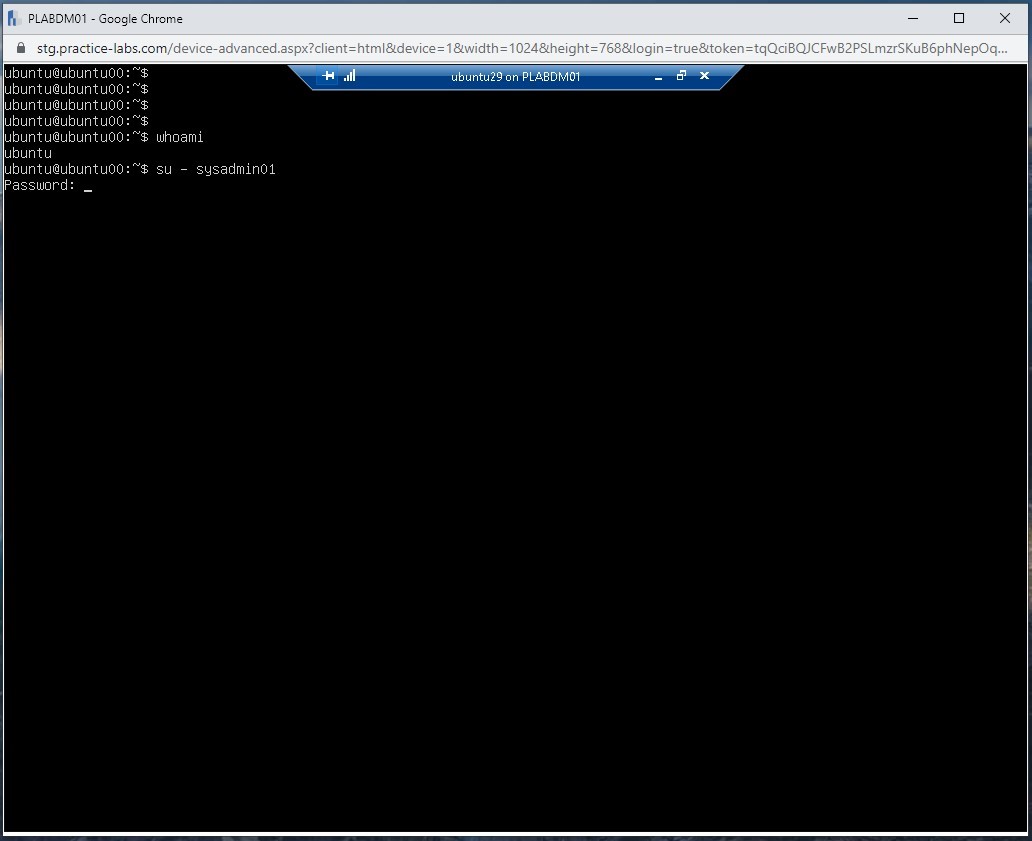 PLABDM01 - Google Chrome
stg.practice-labs.com/device-advanced.aspx?client=html&device=1&width=1024&height=768&login=true&token=tqQciBQJCFwB2PSLmzrSKuB6phNepOq...
ubuntu29 on PLABDM01
ubuntu@ubuntu00:~$
ubuntu@ubuntu00:~$
ubuntu@ubuntu00:~$
ubuntu@ubuntu00:~$
ubuntu@ubuntu00:~$ whoami
ubuntu
ubuntu@ubuntu00:~$ su - sysadmin01
Password: _